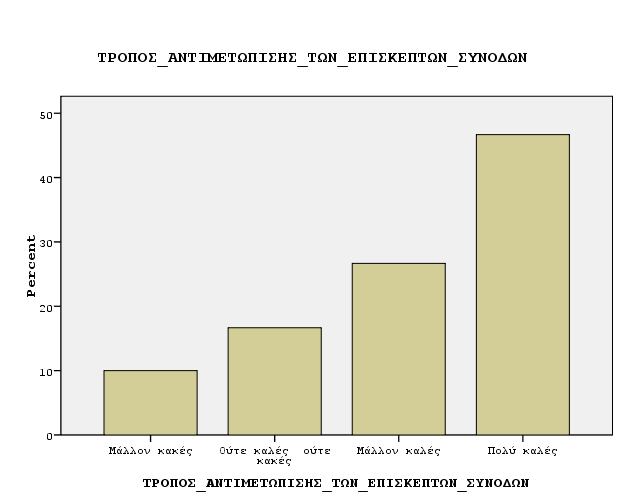 ΤΡΟΠΟΣ_ΑΝΤΙΜΕΤΩΠΙΣΗΣ_ΤΩΝ_ΕΠΙΣΚΕΠΤΩΝ_ΣΥΝΟΔΩΝ
50
40
30
20
10
0
Percent
Μάλλον κακές
Ούτε καλές ούτε
κακές
Μάλλον καλές
Πολύ καλές
ΤΡΟΠΟΣ_ΑΝΤΙΜΕΤΩΠΙΣΗΣ_ΤΩΝ_ΕΠΙΣΚΕΠΤΩΝ_ΣΥΝΟΔΩΝ